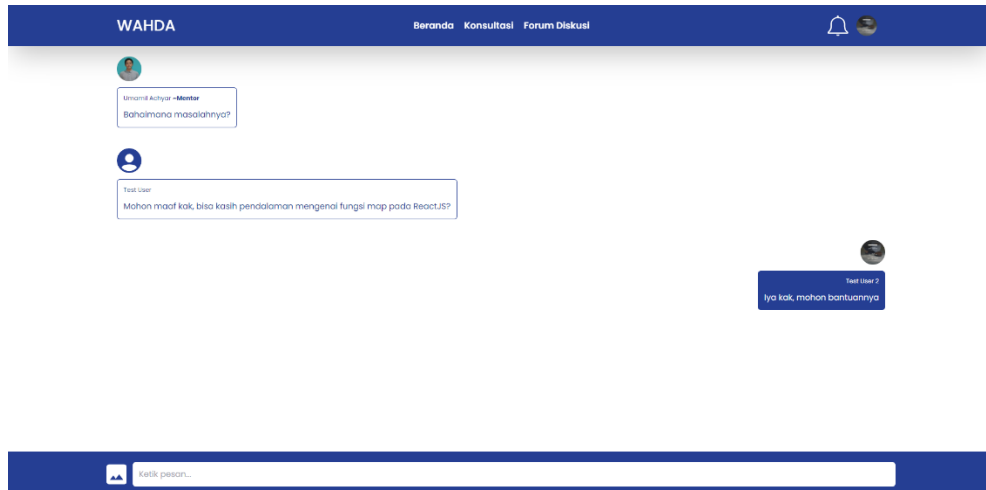 WAHDA
Beranda Konsultasi Forum Diskusi
Umamil Achyar ~Mentor
Bahaimana masalahnya?
Test User
Mohon maaf kak, bisa kasih pendalaman mengenai fungsi map pada ReactJS?
Test User 2
Iya kak, mohon bantuannya
Ketik pesan...